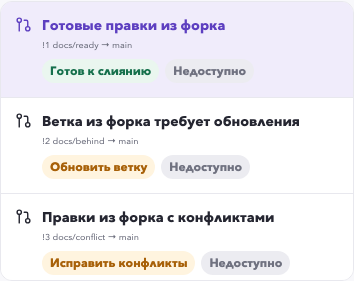 Готовые правки из форка
!1 docs/ready → main
Готов к слиянию Недоступно
Ветка из форка требует обновления
!2 docs/behind → main
Обновить ветку Недоступно
Правки из форка с конфликтами
!3 docs/conflict → main
Исправить конфликты Недоступно